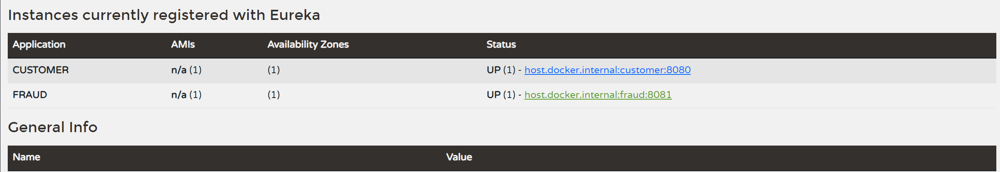 Instances currently registered with Eureka
Application AMIs Availability Zones Status
CUSTOMER n/a (1) (1) UP (1) - host.docker.internal:customer:8080
FRAUD n/a (1) (1) UP (1) - host.docker.internal:fraud:8081
General Info
Name Value